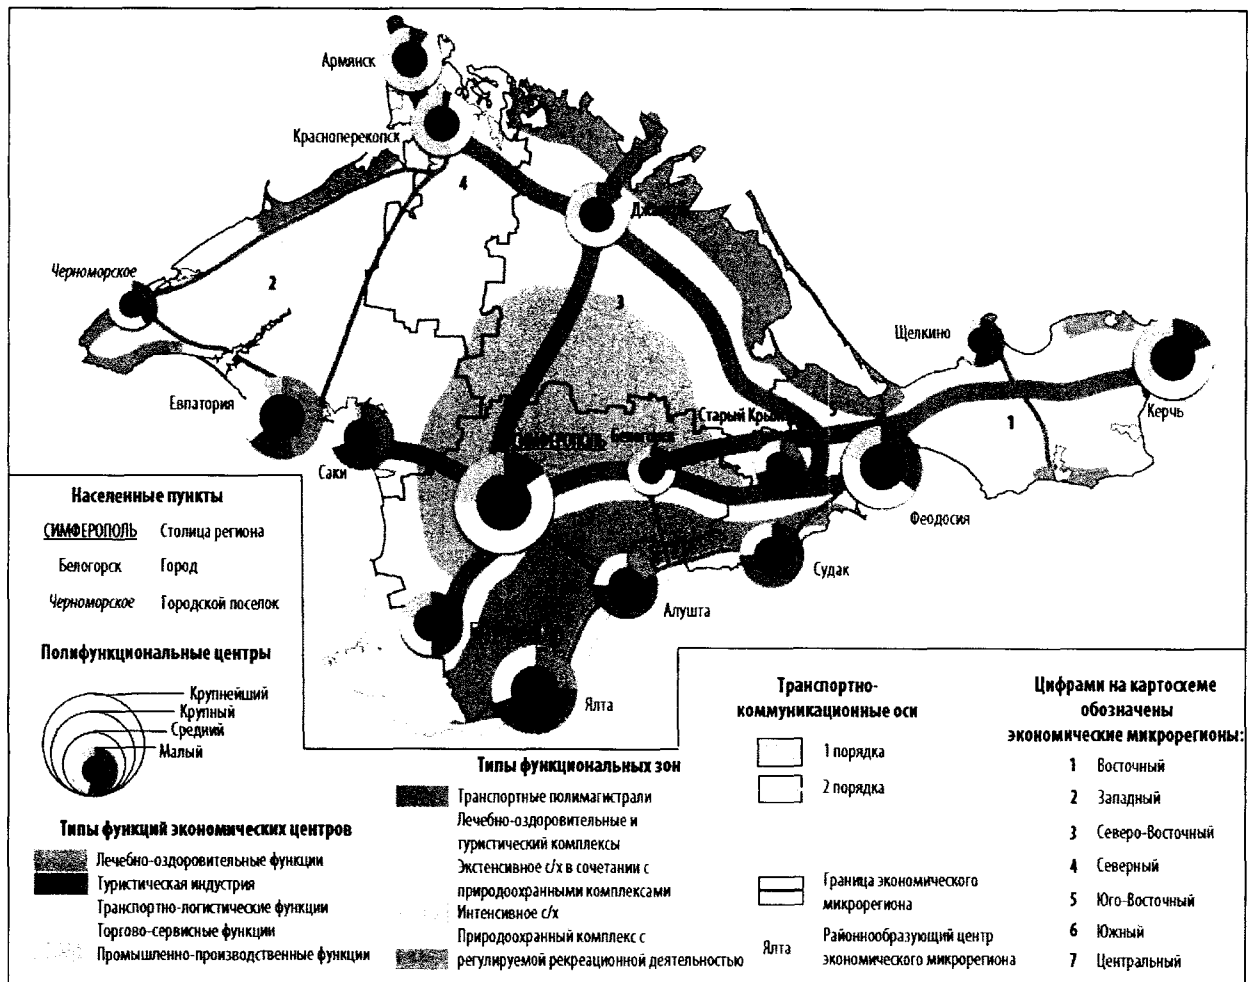 Армянск
Красноперекопск
4
Черноморское
2
3
Щелкино
Евпатория
Старый Крым
5
1
Керчь
СИМФЕРОПОЛЬ
Белогорск
Саки
Феодосия
Судак
Алушта
Ялта
Населенные пункты
СИМФЕРОПОЛЬ Столица региона
Белогорск Город
Черноморское Городской поселок
Полифункциональные центры
Крупнейший
Крупный
Средний
Малый
Типы функций экономических центров
Лечебно-оздоровительные функции
Туристическая индустрия
Транспортно-логистические функции
Торгово-сервисные функции
Промышленно-производственные функции
Типы функциональных зон
Транспортные полимагистрали
Лечебно-оздоровительные и
туристический комплексы
Экстенсивное с/х в сочетании с
природоохранными комплексами
Интенсивное с/х
Природоохранный комплекс с
регулируемой рекреационной деятельностью
Транспортно-
коммуникационные оси
1 порядка
2 порядка
Граница экономического
микрорегиона
Ялта Районнообразующий центр
экономического микрорегиона
Цифрами на картосхеме
обозначены
экономические микрорегионы:
1 Восточный
2 Западный
3 Северо-Восточный
4 Северный
5 Юго-Восточный
6 Южный
7 Центральный